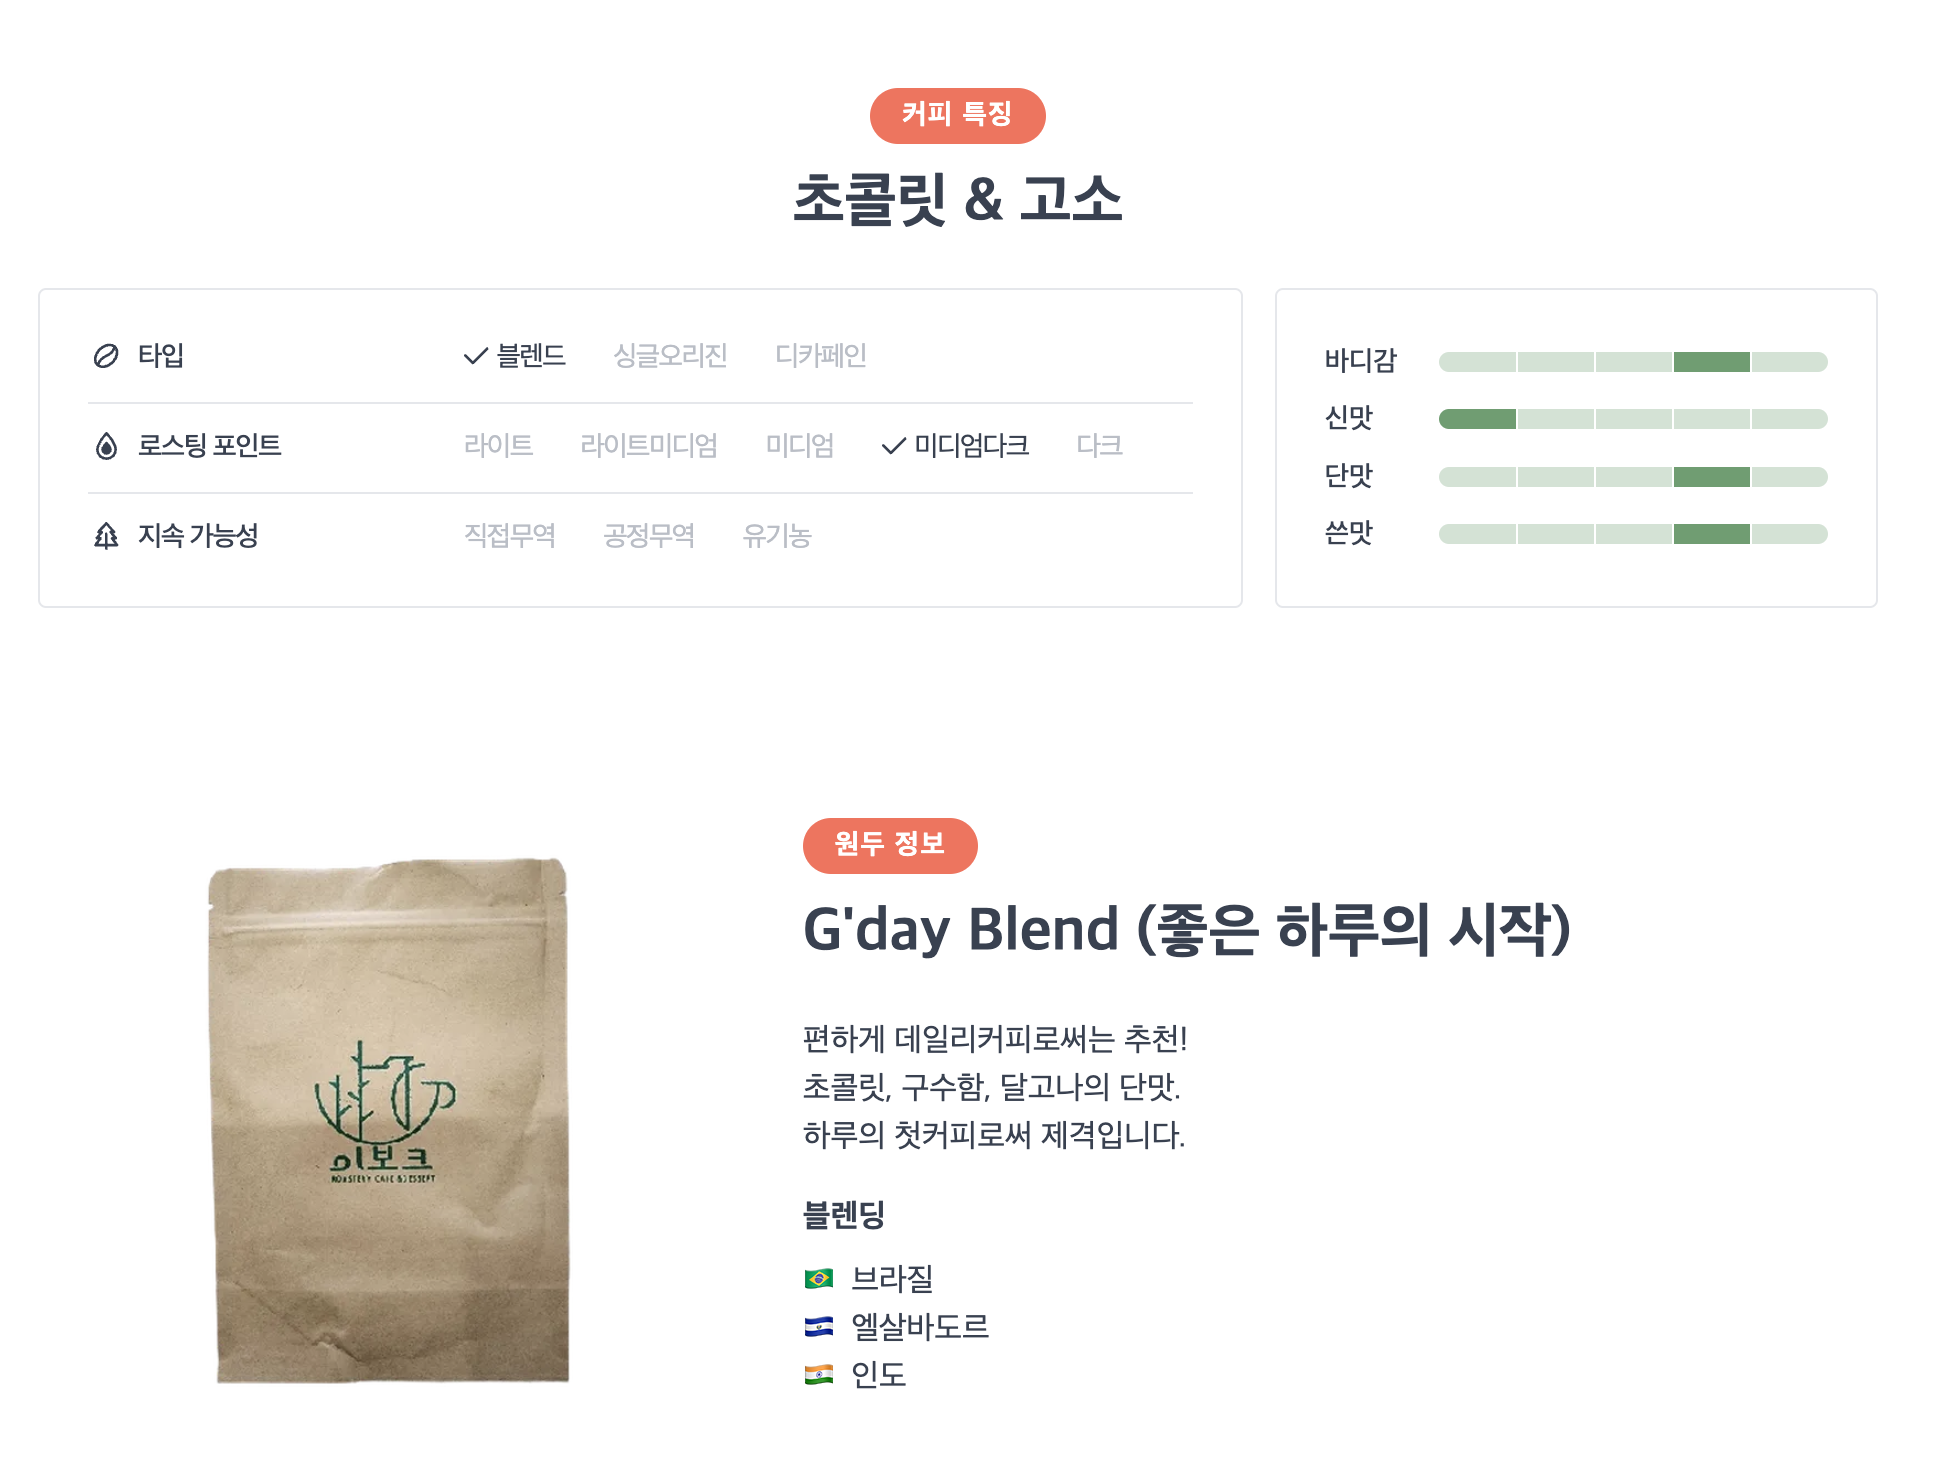 커피 특징
초콜릿 & 고소
타입 블렌드 싱글오리진 디카페인
로스팅 포인트 라이트 라이트미디엄 미디엄 미디엄다크 다크
지속 가능성 직접무역 공정무역 유기농
바디감
신맛
단맛
쓴맛
원두 정보
G'day Blend (좋은 하루의 시작)
편하게 데일리커피로써는 추천!
초콜릿, 구수함, 달고나의 단맛.
하루의 첫커피로써 제격입니다.
블렌딩
브라질
엘살바도르
인도
이보크
ROASTERY CAFE & DESSERT